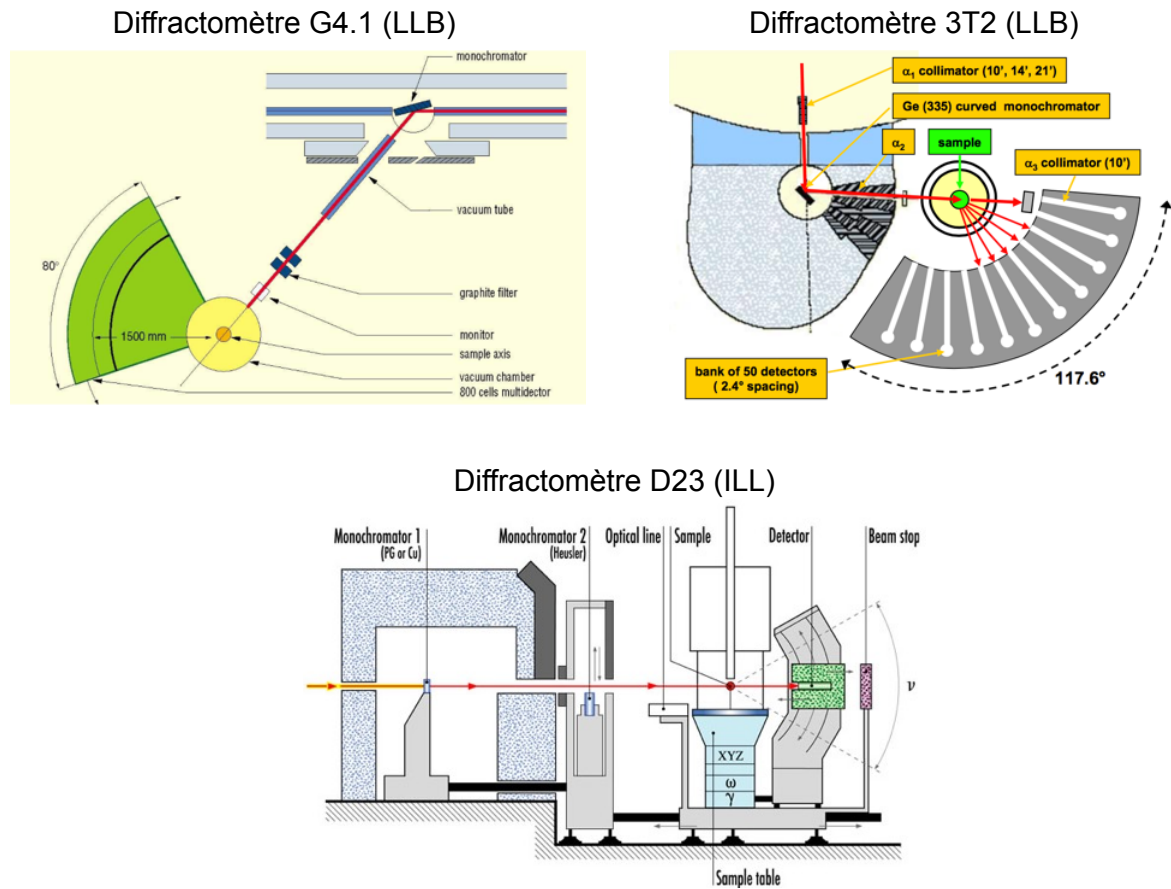 Diffractomètre G4.1 (LLB)
monochromator
vacuum tube
graphite filter
monitor
sample axis
vacuum chamber
800 cells multidector
80°
1500 mm
Diffractomètre 3T2 (LLB)
α₁ collimator (10', 14', 21')
Ge (335) curved monochromator
α₂
sample
α₃ collimator (10')
bank of 50 detectors
( 2.4° spacing)
117.6°
Diffractomètre D23 (ILL)
Monochromator 1
(PG or Cu)
Monochromator 2
(Heusler)
Optical line
Sample
Detector
Beam stop
ν
XYZ
ω
γ
Sample table